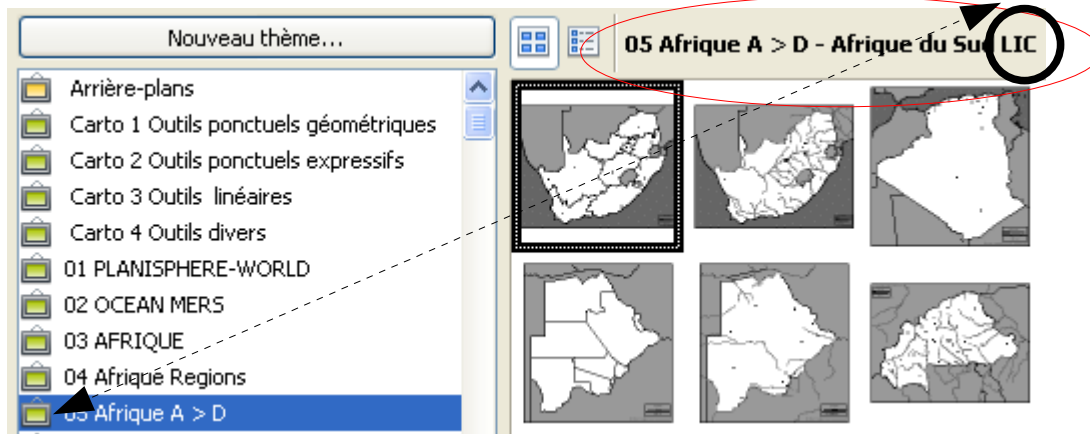 Nouveau thème...
05 Afrique A > D - Afrique du Sud LIC
Arrière-plans
Carto 1 Outils ponctuels géométriques
Carto 2 Outils ponctuels expressifs
Carto 3 Outils linéaires
Carto 4 Outils divers
01 PLANISPHERE-WORLD
02 OCEAN MERS
03 AFRIQUE
04 Afrique Regions
05 Afrique A > D